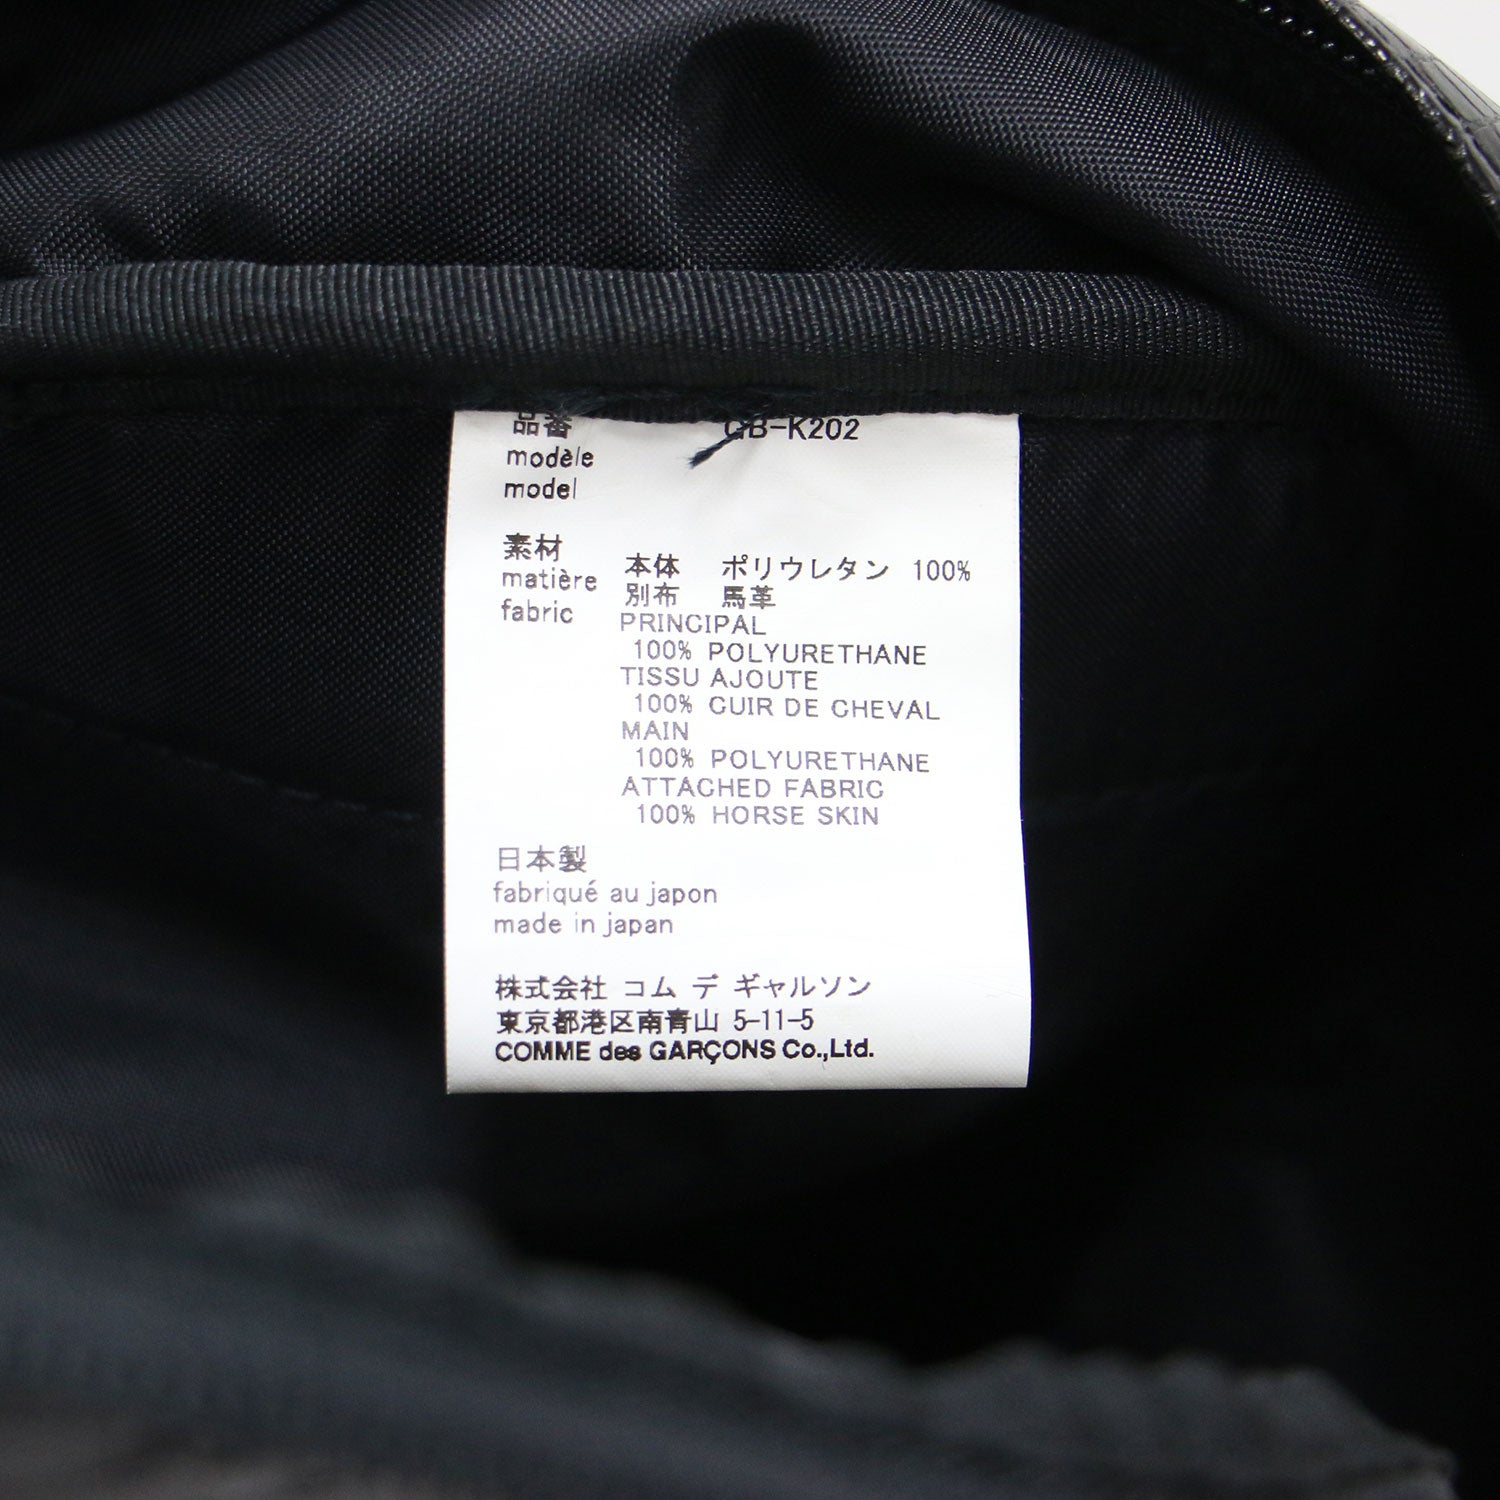 品番 GB-K202
modèle
model
素材 本体 ポリウレタン 100%
matière 別布 馬革
fabric PRINCIPAL
100% POLYURETHANE
TISSU AJOUTE
100% CUIR DE CHEVAL
MAIN
100% POLYURETHANE
ATTACHED FABRIC
100% HORSE SKIN
日本製
fabriqué au japon
made in japan
株式会社 コム デ ギャルソン
東京都港区南青山 5-11-5
COMME des GARÇONS Co.,Ltd.